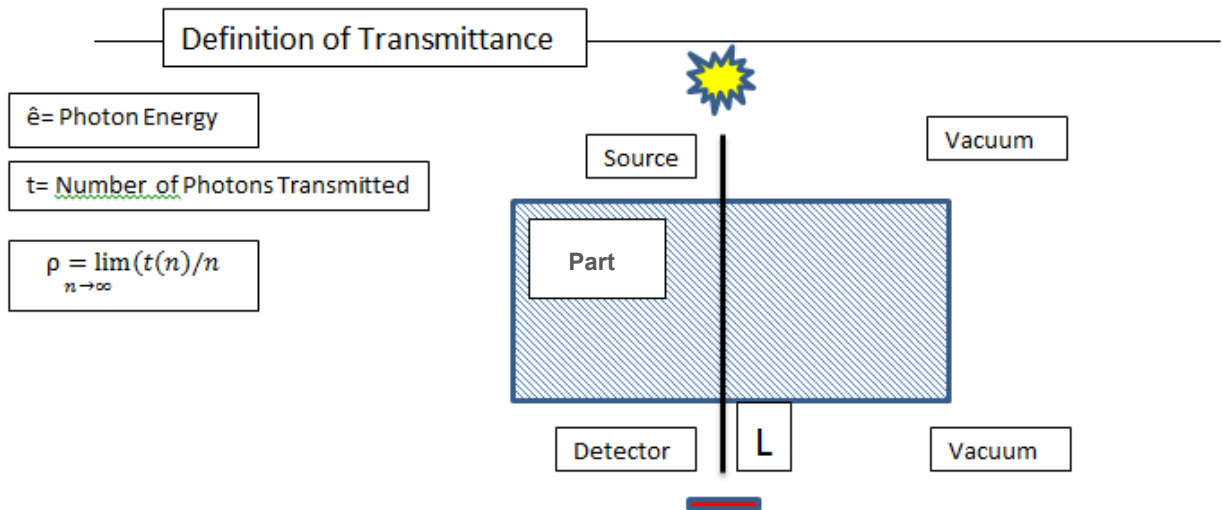 Definition of Transmittance
ê= Photon Energy
Vacuum
Source
t= Number of Photons Transmitted
ρ = lim(t(n)/n
n→∞
Part
Detector
L
Vacuum